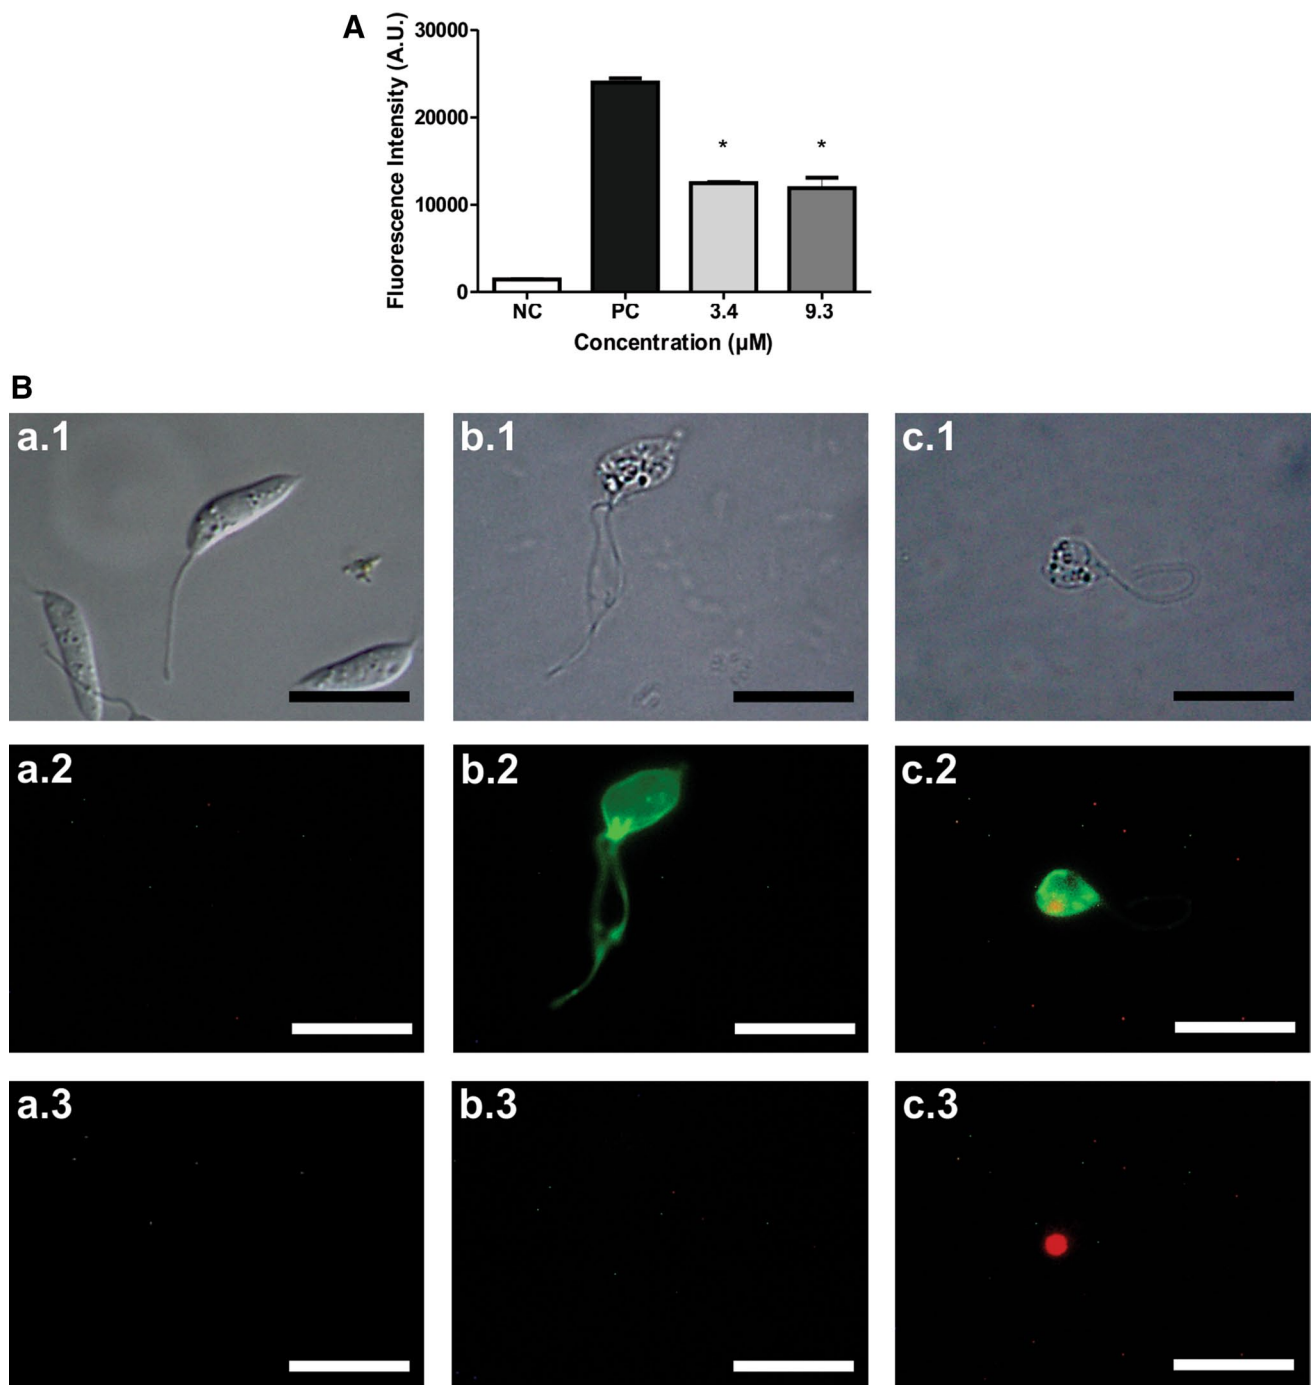 A
Fluorescence Intensity (A.U.)
30000
20000
10000
0
*
*
NC
PC
3.4
9.3
Concentration (µM)
B
a.1
b.1
c.1
a.2
b.2
c.2
a.3
b.3
c.3